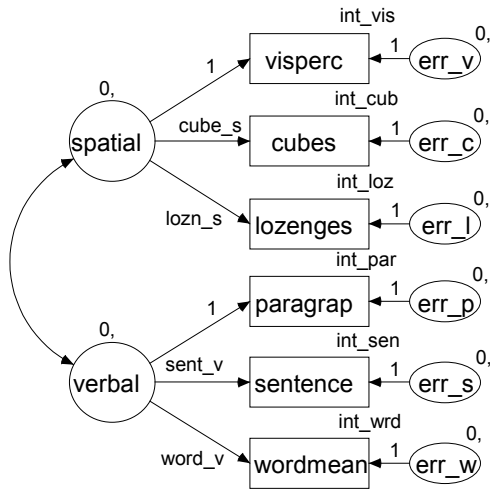 int_vis
0,
1
visperc
1
err_v
0,
int_cub
0,
spatial
cube_s
cubes
1
err_c
int_loz
0,
lozn_s
lozenges
1
err_l
int_par
0,
1
paragrap
1
err_p
0,
int_sen
0,
verbal
sent_v
sentence
1
err_s
int_wrd
0,
word_v
wordmean
1
err_w